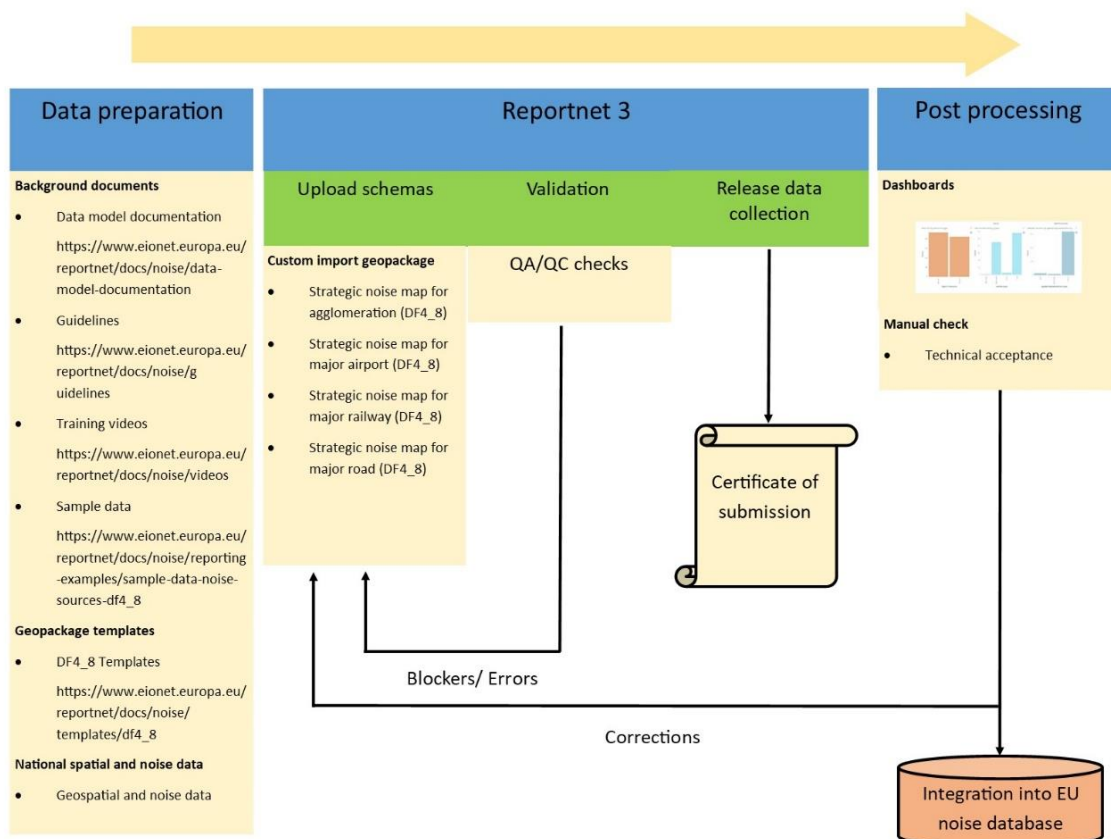 Data preparation
Background documents
• Data model documentation
https://www.eionet.europa.eu/
reportnet/docs/noise/data-
model-documentation
• Guidelines
https://www.eionet.europa.eu/
reportnet/docs/noise/g
uidelines
• Training videos
https://www.eionet.europa.eu/
reportnet/docs/noise/videos
• Sample data
https://www.eionet.europa.eu/
reportnet/docs/noise/reporting
-examples/sample-data-noise-
sources-df4_8
Geopackage templates
• DF4_8 Templates
https://www.eionet.europa.eu/
reportnet/docs/noise/
templates/df4_8
National spatial and noise data
• Geospatial and noise data
Reportnet 3
Upload schemas
Custom import geopackage
• Strategic noise map for
agglomeration (DF4_8)
• Strategic noise map for
major airport (DF4_8)
• Strategic noise map for
major railway (DF4_8)
• Strategic noise map for
major road (DF4_8)
Validation
QA/QC checks
Release data
collection
Certificate of
submission
Blockers/ Errors
Corrections
Post processing
Dashboards
Manual check
• Technical acceptance
Integration into EU
noise database